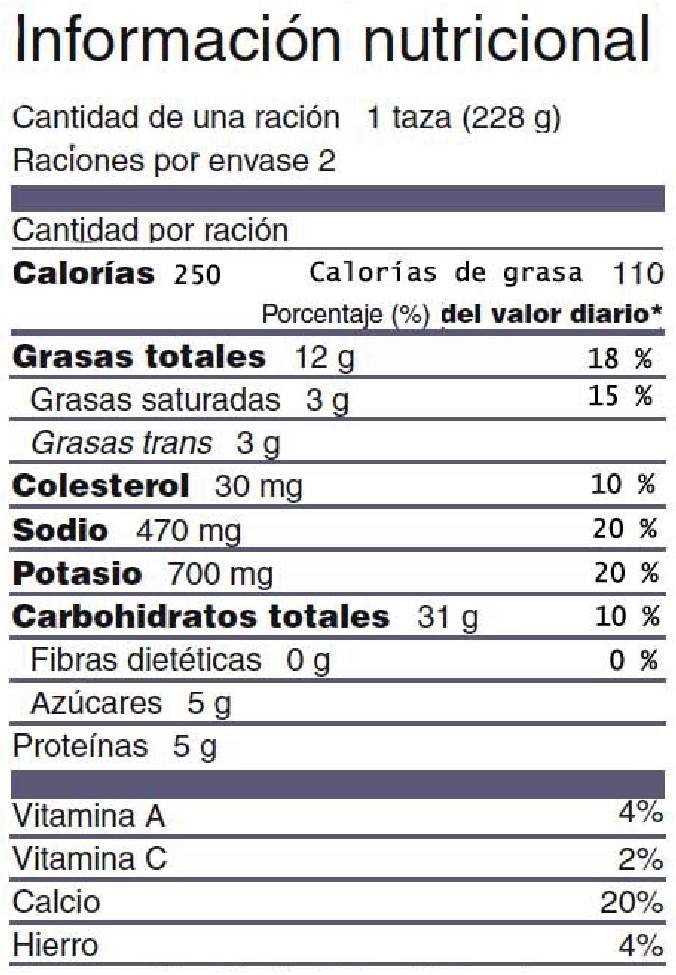 Información nutricional
Cantidad de una ración 1 taza (228 g)
Raciones por envase 2
Cantidad por ración
Calorías 250 Calorías de grasa 110
Porcentaje (%) del valor diario*
Grasas totales 12 g 18 %
Grasas saturadas 3 g 15 %
Grasas trans 3 g
Colesterol 30 mg 10 %
Sodio 470 mg 20 %
Potasio 700 mg 20 %
Carbohidratos totales 31 g 10 %
Fibras dietéticas 0 g 0 %
Azúcares 5 g
Proteínas 5 g
Vitamina A 4%
Vitamina C 2%
Calcio 20%
Hierro 4%